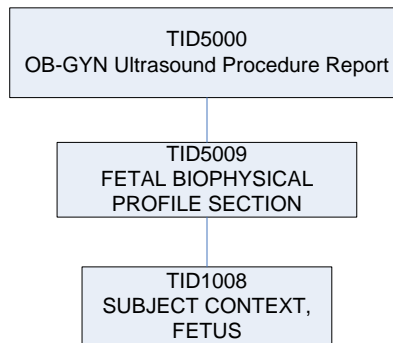 TID5000
OB-GYN Ultrasound Procedure Report
TID5009
FETAL BIOPHYSICAL
PROFILE SECTION
TID1008
SUBJECT CONTEXT,
FETUS